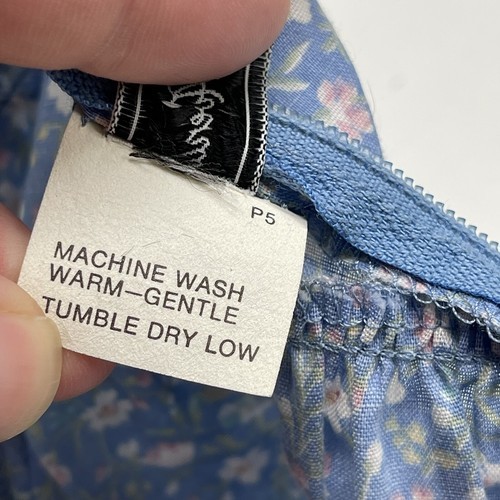 P5
MACHINE WASH
WARM—GENTLE
TUMBLE DRY LOW